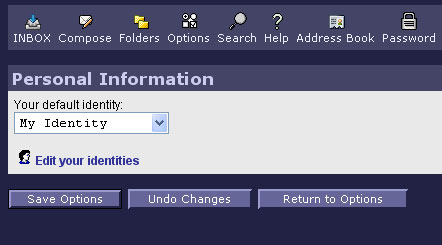 INBOX Compose Folders Options Search Help Address Book Password
Personal Information
Your default identity:
My Identity
Edit your identities
Save Options Undo Changes Return to Options